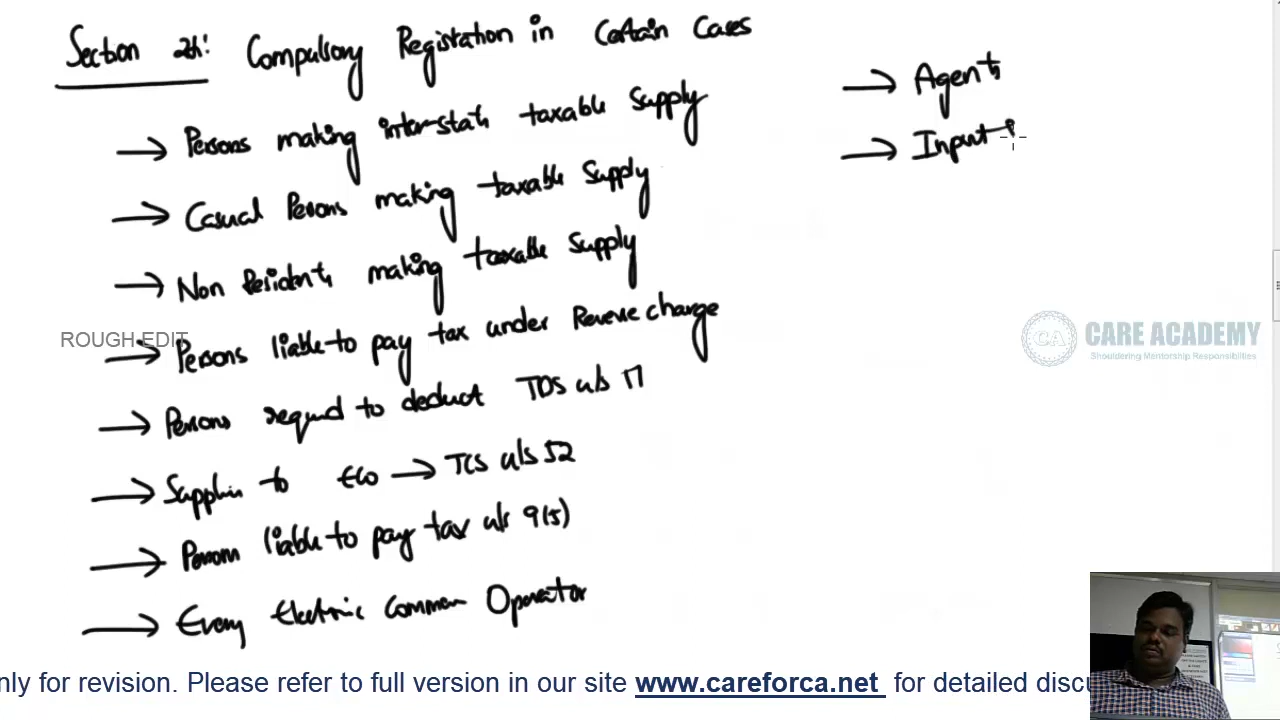 Section 24: Compulsory Registration in Certain Cases
→ Persons making inter-state taxable supply
→ Casual Persons making taxable supply
→ Non Residents making taxable supply
→ Persons liable to pay tax under Reverse charge
→ Persons required to deduct TDS u/s
→ to ECO → TCS u/s 52
→ Person liable to pay tax u/s 9(5)
→ Every Electronic Commerce Operator
→ Agents
→ Input
ROUGH EDIT
CA
CARE ACADEMY
Shouldering Mentorship Responsibilities
nly for revision. Please refer to full version in our site www.careforca.net for detailed discu